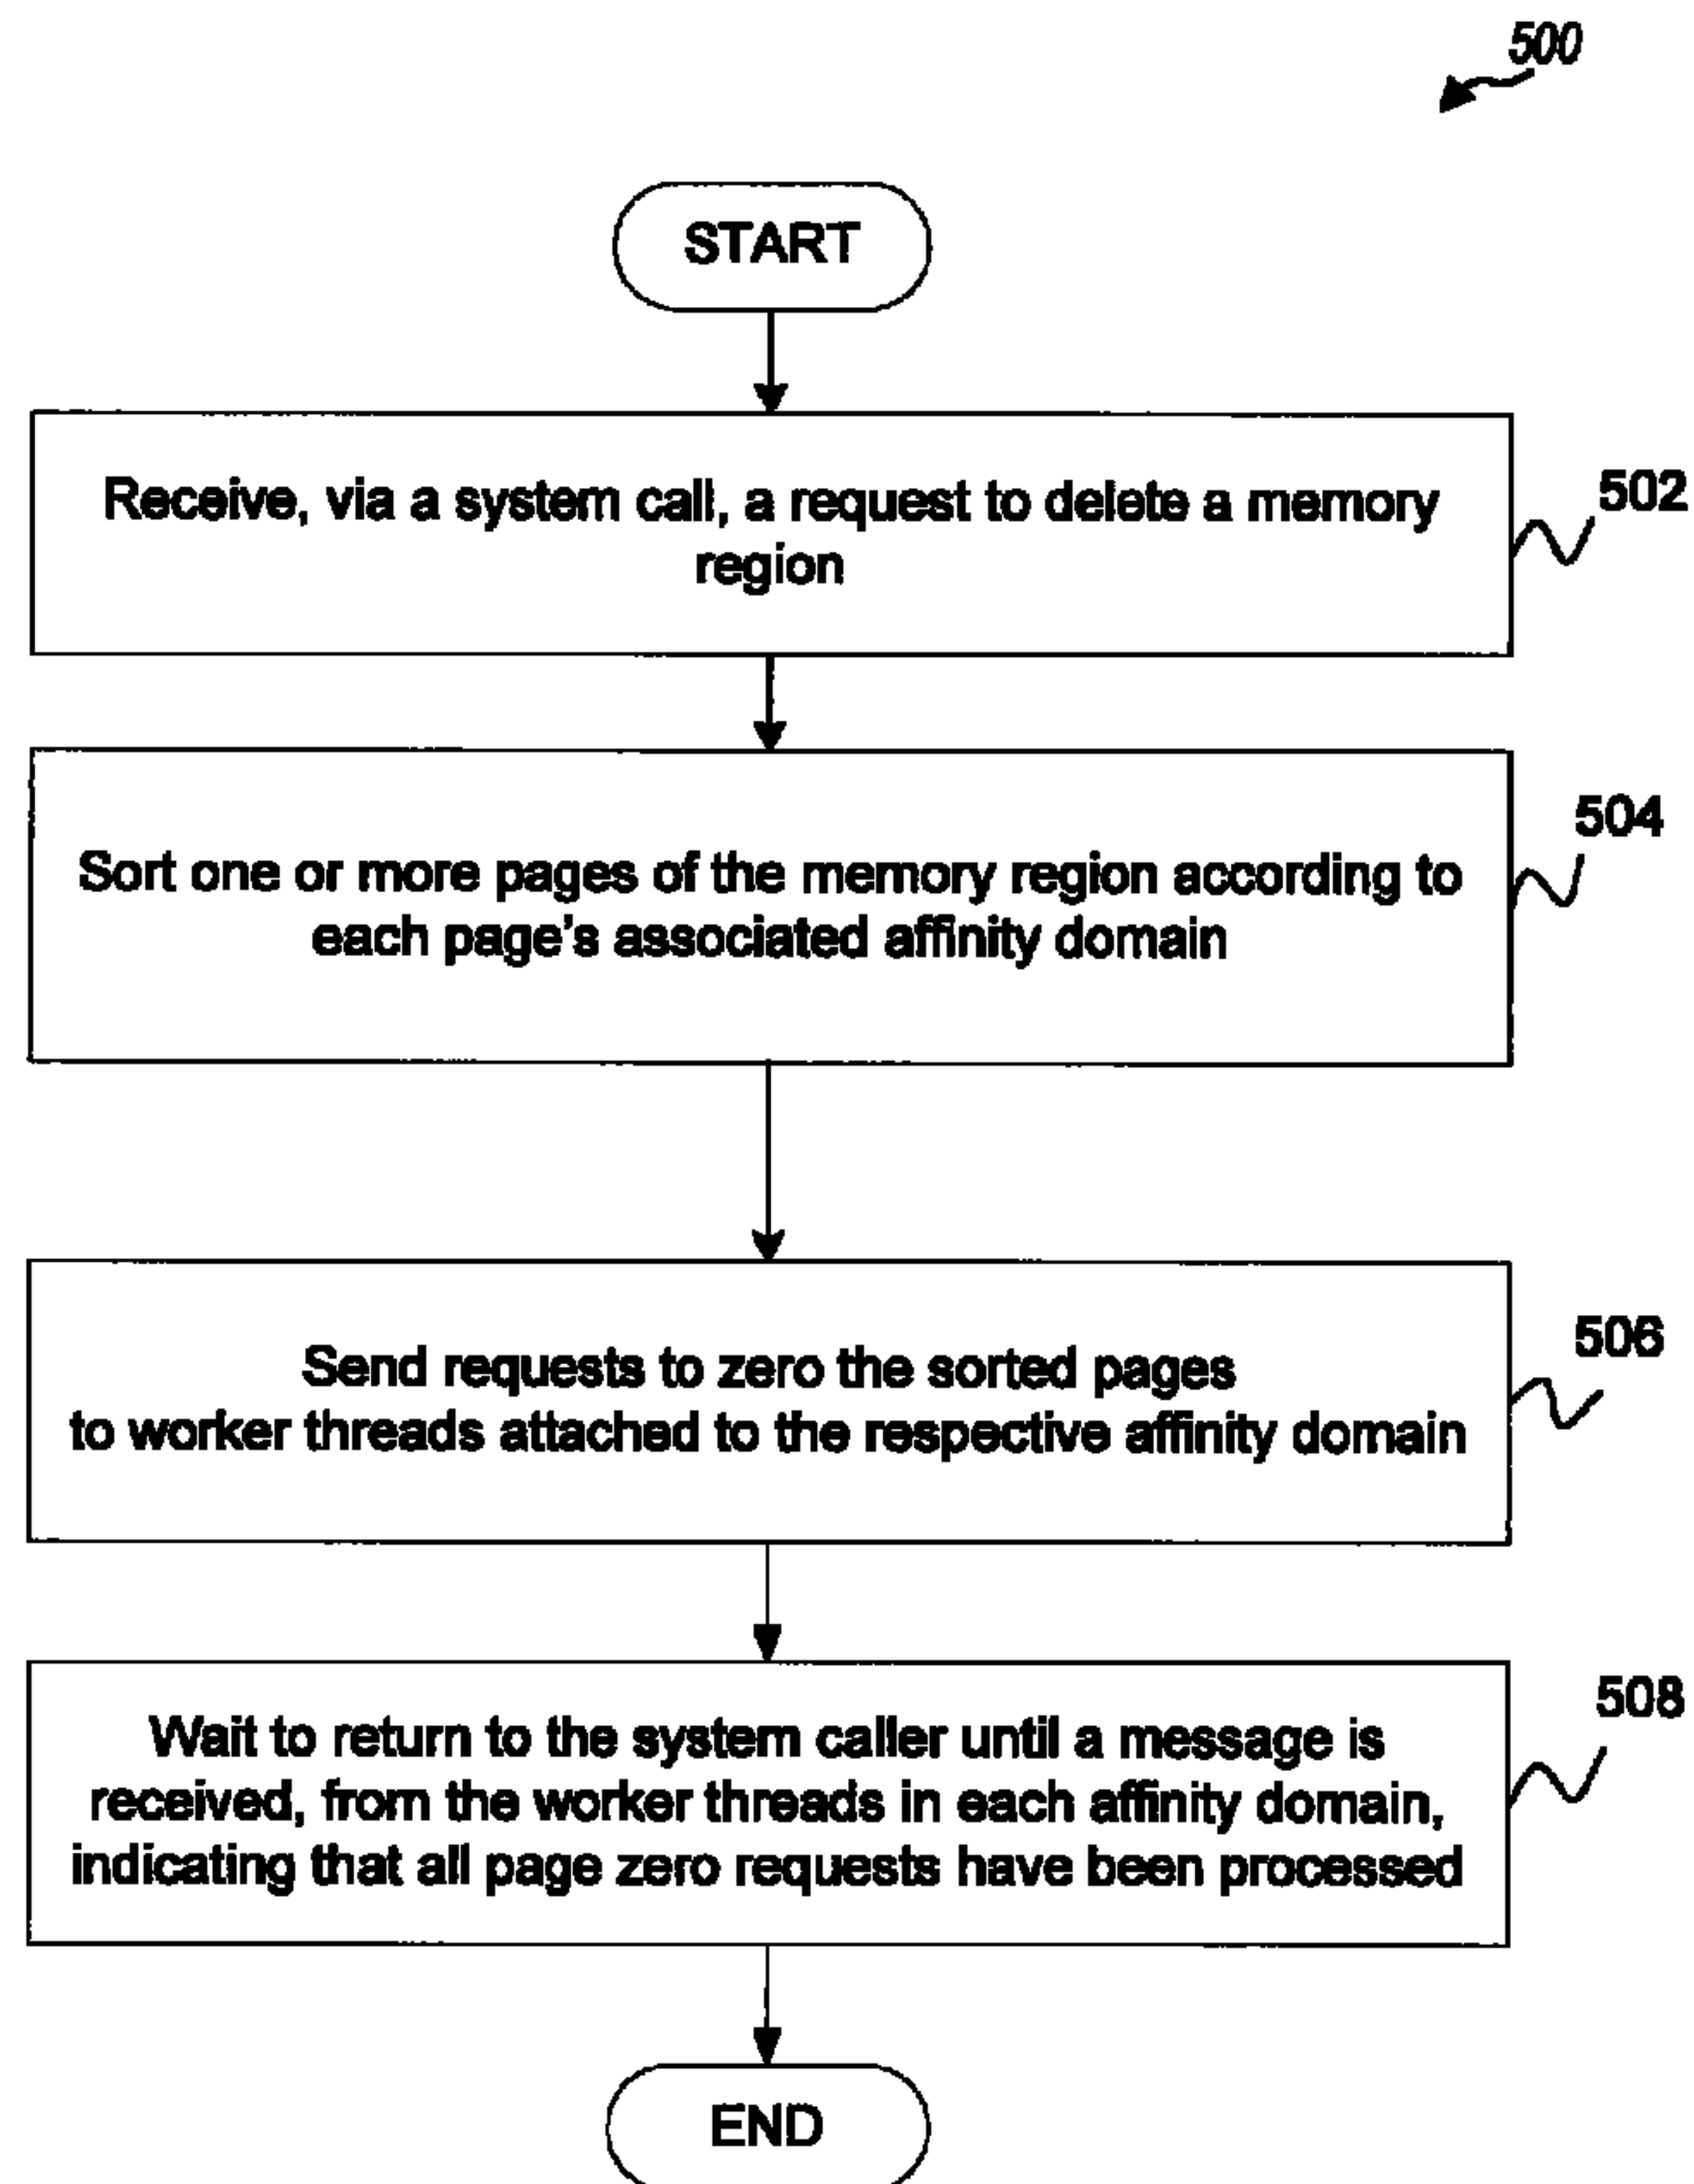 500
START
Receive, via a system call, a request to delete a memory
region
502
Sort one or more pages of the memory region according to
each page's associated affinity domain
504
Send requests to zero the sorted pages
to worker threads attached to the respective affinity domain
506
Wait to return to the system caller until a message is
received, from the worker threads in each affinity domain,
indicating that all page zero requests have been processed
508
END